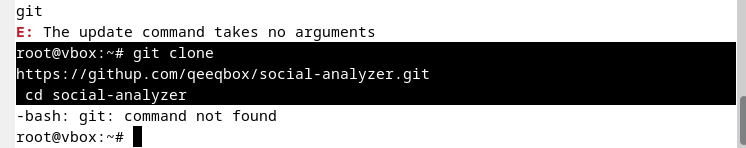 git
E: The update command takes no arguments
root@vbox:~# git clone
https://githup.com/qeeqbox/social-analyzer.git
 cd social-analyzer
-bash: git: command not found
root@vbox:~#